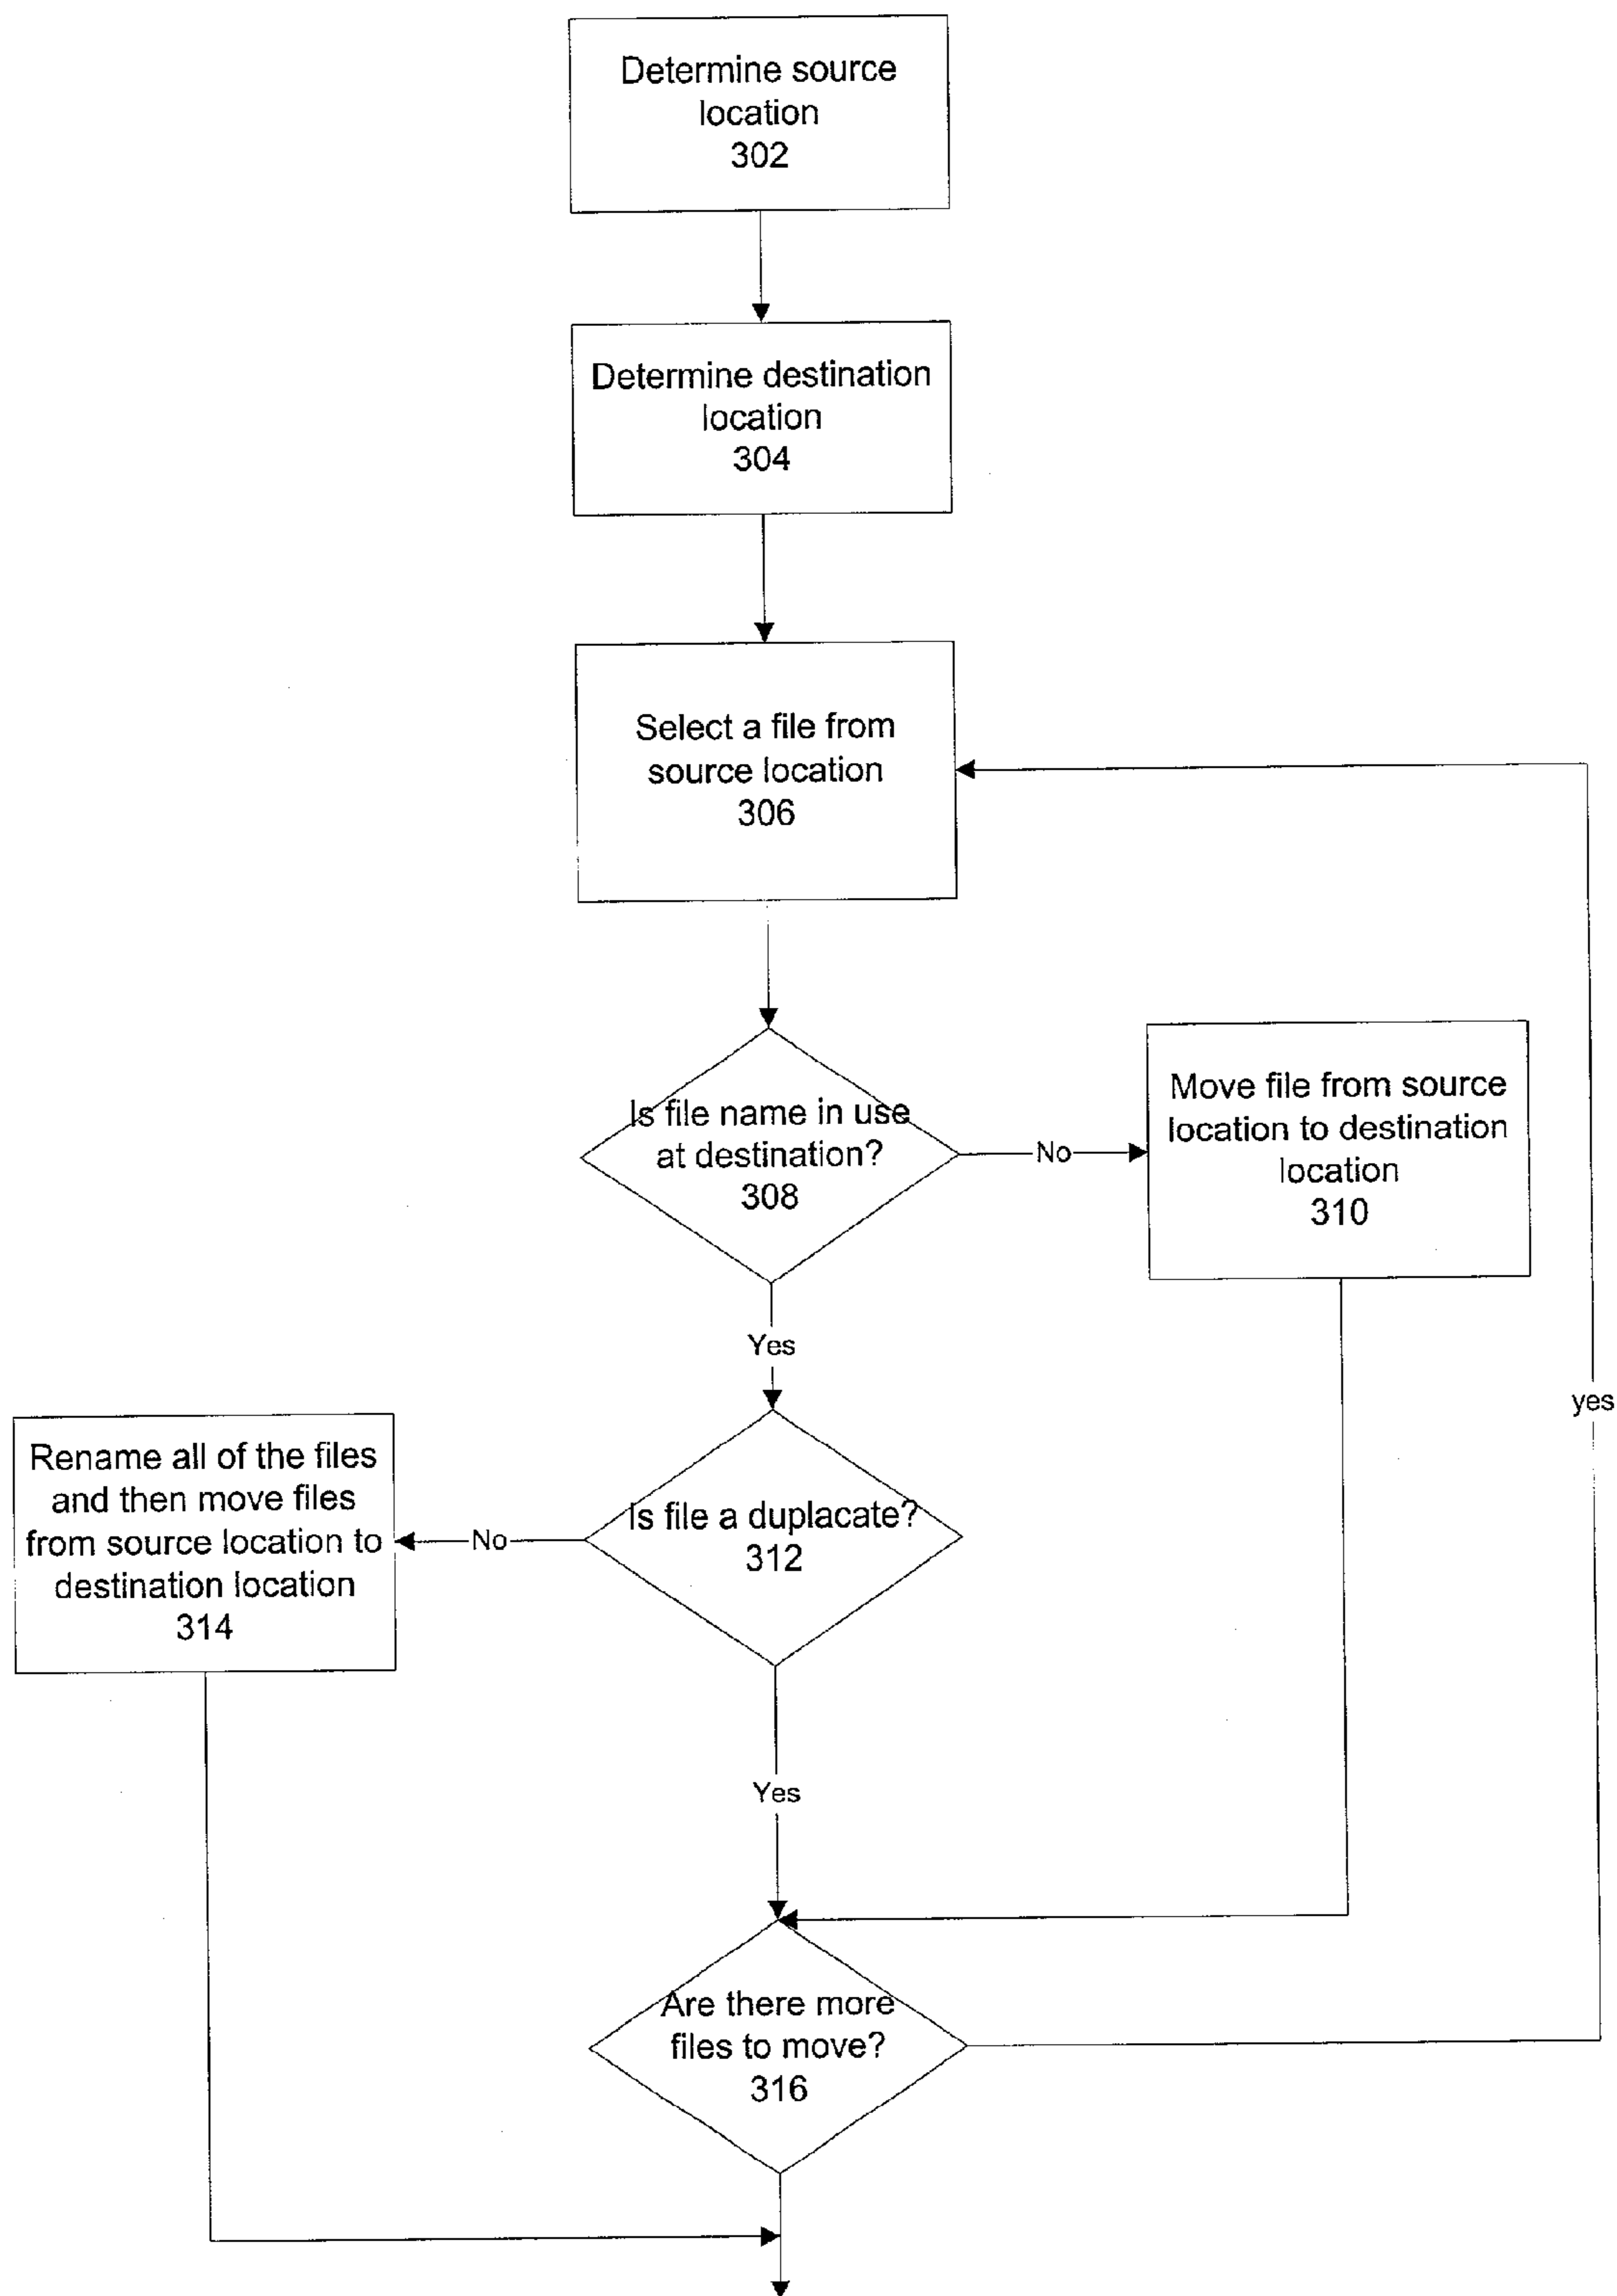 Determine source
location
302
Determine destination
location
304
Select a file from
source location
306
Is file name in use
at destination?
308
No
Move file from source
location to destination
location
310
Yes
yes
Rename all of the files
and then move files
from source location to
destination location
314
No
Is file a duplacate?
312
Yes
Are there more
files to move?
316